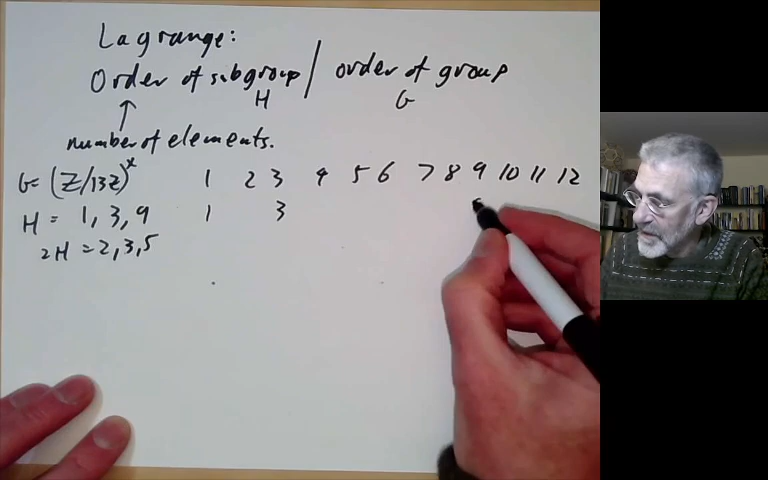 Lagrange:
Order of subgroup | order of group
H G
↑
number of elements.
G = (Z/13Z)^x 1 2 3 4 5 6 7 8 9 10 11 12
H = 1, 3, 9 1 3
2H = 2, 3, 5